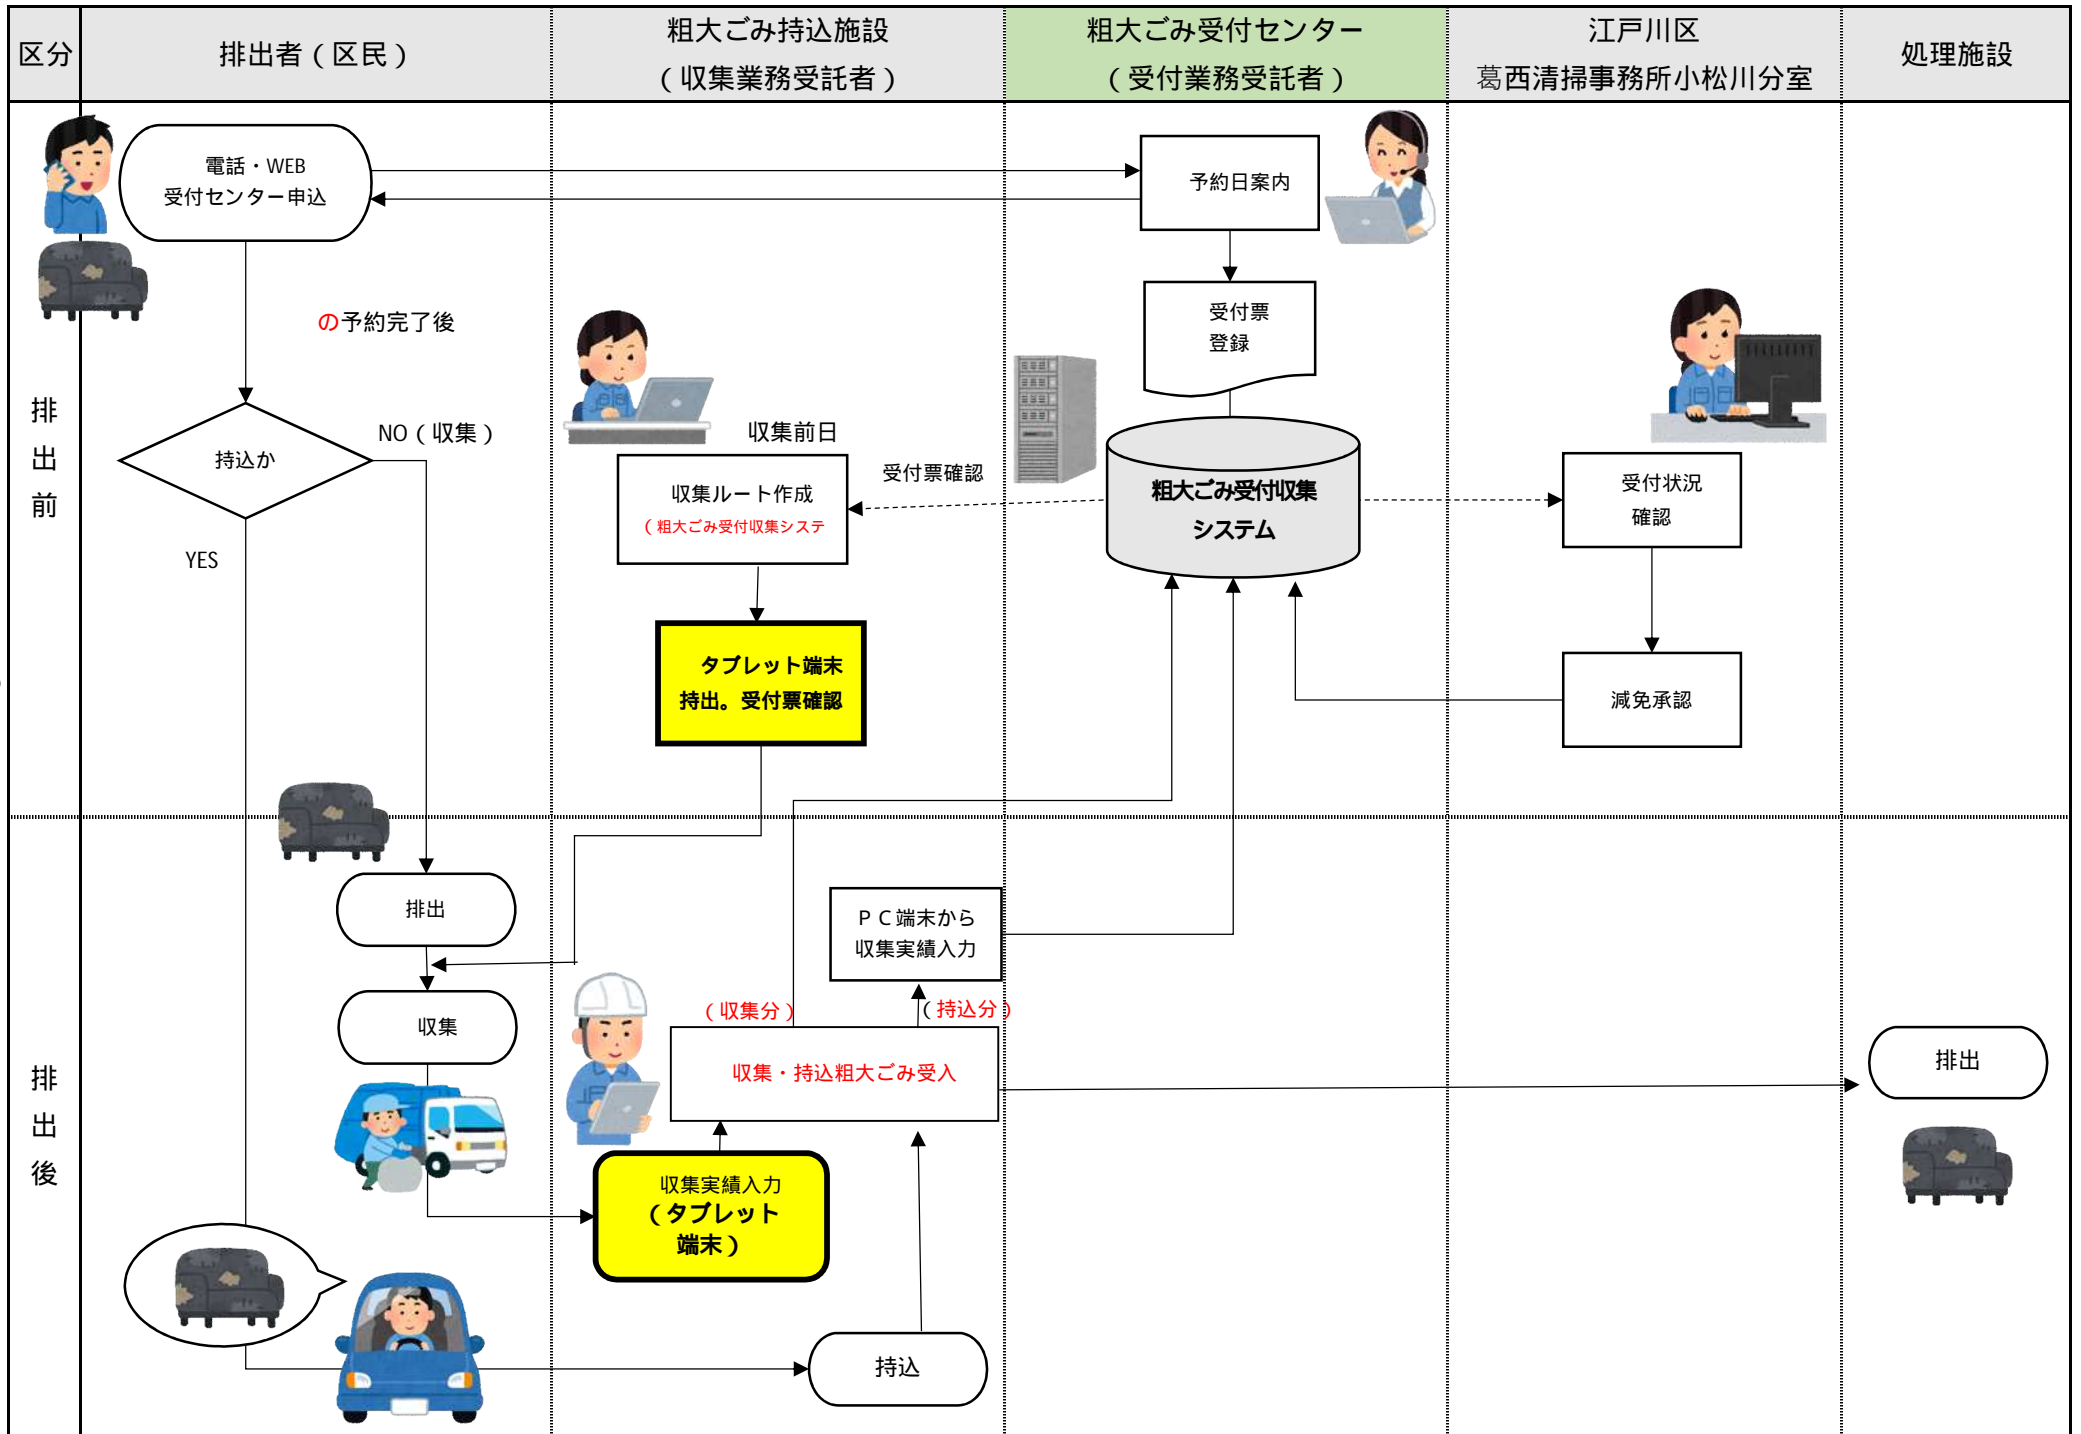 区分
排出者（区民）
粗大ごみ持込施設
（収集業務受託者）
粗大ごみ受付センター
（受付業務受託者）
江戸川区
葛西清掃事務所小松川分室
処理施設
排出前
電話・WEB
受付センター申込
予約日案内
受付票
登録
の予約完了後
持込か
NO（収集）
YES
収集前日
収集ルート作成
（粗大ごみ受付収集システ
受付票確認
粗大ごみ受付収集
システム
受付状況
確認
タブレット端末
持出。受付票確認
減免承認
排出後
排出
ＰＣ端末から
収集実績入力
収集
（収集分）
（持込分）
収集・持込粗大ごみ受入
排出
収集実績入力
（タブレット
端末）
持込